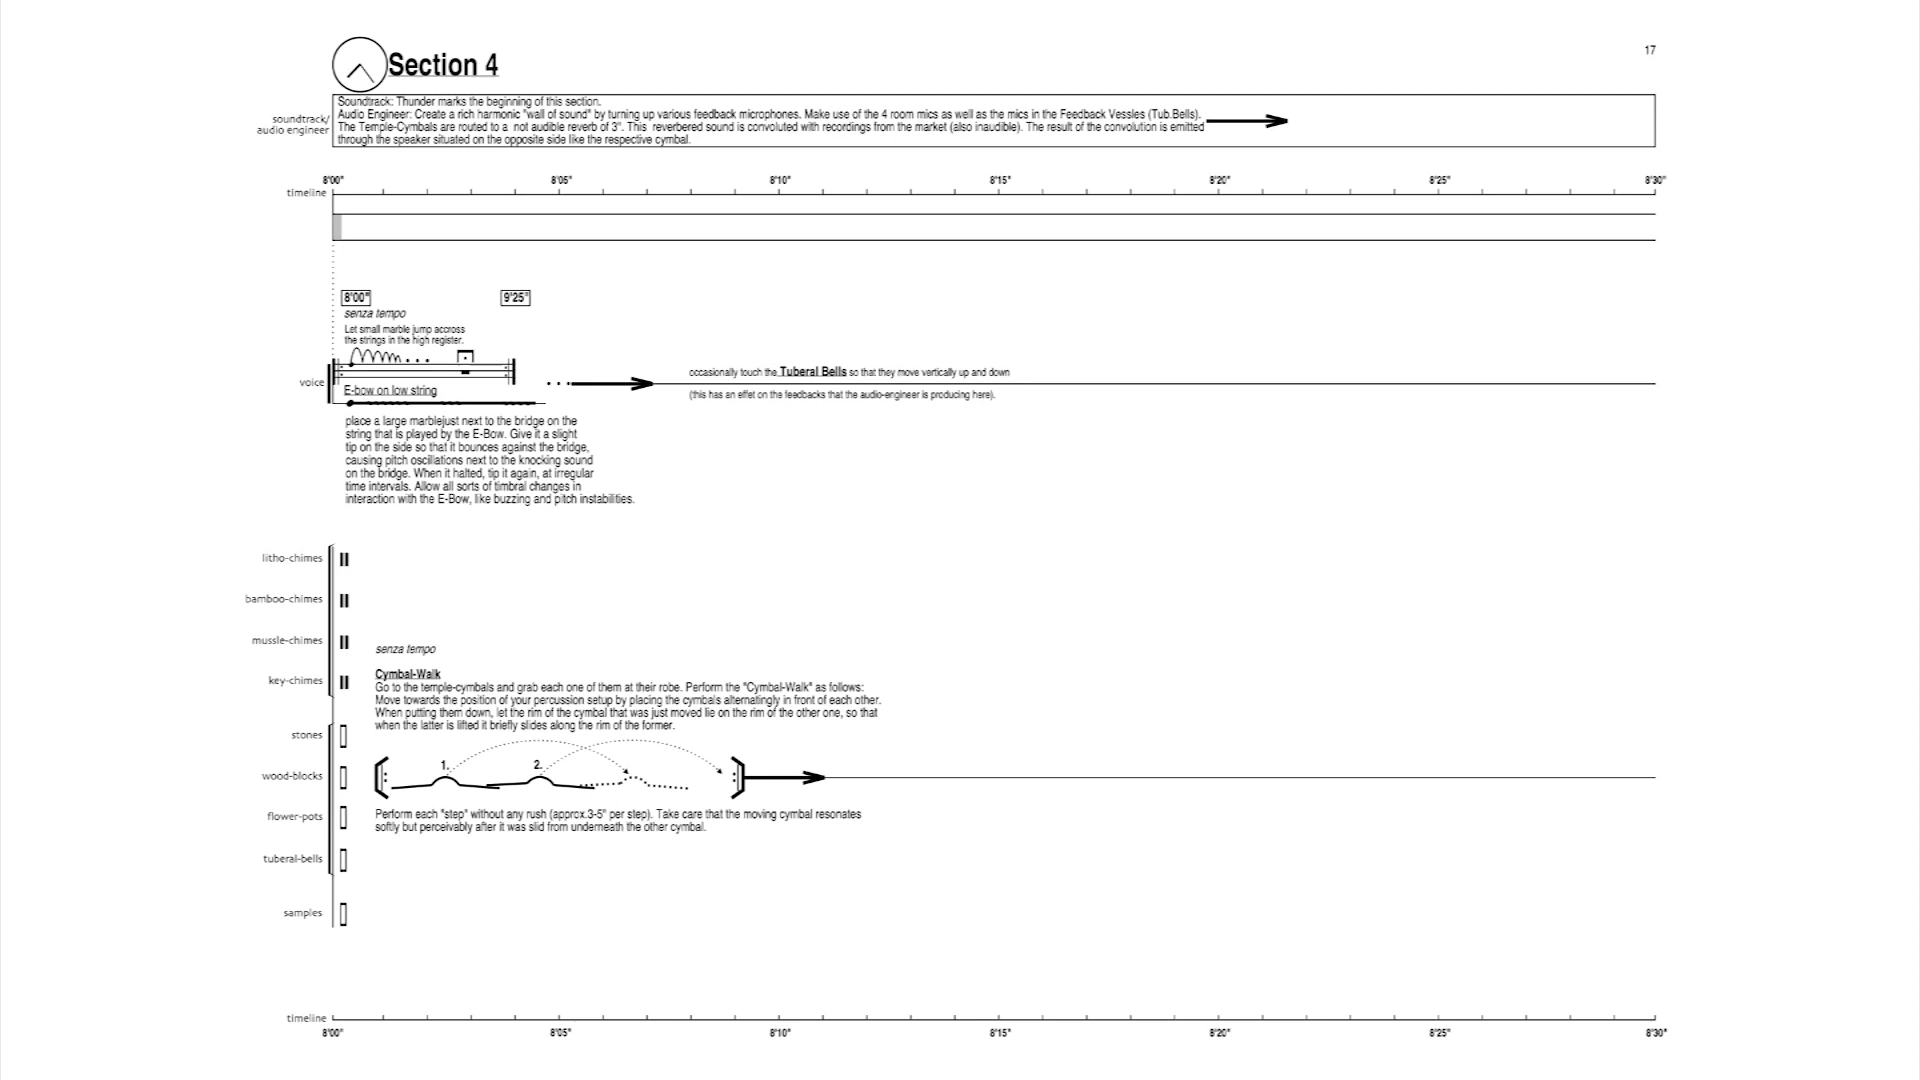 17
Section 4
soundtrack/
audio engineer
Soundtrack: Thunder marks the beginning of this section.
Audio Engineer: Create a rich harmonic "wall of sound" by turning up various feedback microphones. Make use of the 4 room mics as well as the mics in the Feedback Vessles (Tub.Bells).
The Temple-Cymbals are routed to a not audible reverb of 3". This reverbered sound is convoluted with recordings from the market (also inaudible). The result of the convolution is emitted
through the speaker situated on the opposite side like the respective cymbal.
8'00" 8'05" 8'10" 8'15" 8'20" 8'25" 8'30"
timeline
8'00" 9'25"
senza tempo
Let small marble jump accross
the strings in the high register.
voice
E-bow on low string
occasionally touch the Tuberal Bells so that they move vertically up and down
(this has an effet on the feedbacks that the audio-engineer is producing here).
place a large marblejust next to the bridge on the
string that is played by the E-Bow. Give it a slight
tip on the side so that it bounces against the bridge,
causing pitch oscillations next to the knocking sound
on the bridge. When it halted, tip it again, at irregular
time intervals. Allow all sorts of timbral changes in
interaction with the E-Bow, like buzzing and pitch instabilities.
litho-chimes
bamboo-chimes
mussle-chimes
key-chimes
senza tempo
Cymbal-Walk
Go to the temple-cymbals and grab each one of them at their robe. Perform the "Cymbal-Walk" as follows:
Move towards the position of your percussion setup by placing the cymbals alternatingly in front of each other.
When putting them down, let the rim of the cymbal that was just moved lie on the rim of the other one, so that
when the latter is lifted it briefly slides along the rim of the former.
stones
wood-blocks
1. 2.
flower-pots
Perform each "step" without any rush (approx.3-5" per step). Take care that the moving cymbal resonates
softly but perceivably after it was slid from underneath the other cymbal.
tuberal-bells
samples
timeline
8'00" 8'05" 8'10" 8'15" 8'20" 8'25" 8'30"